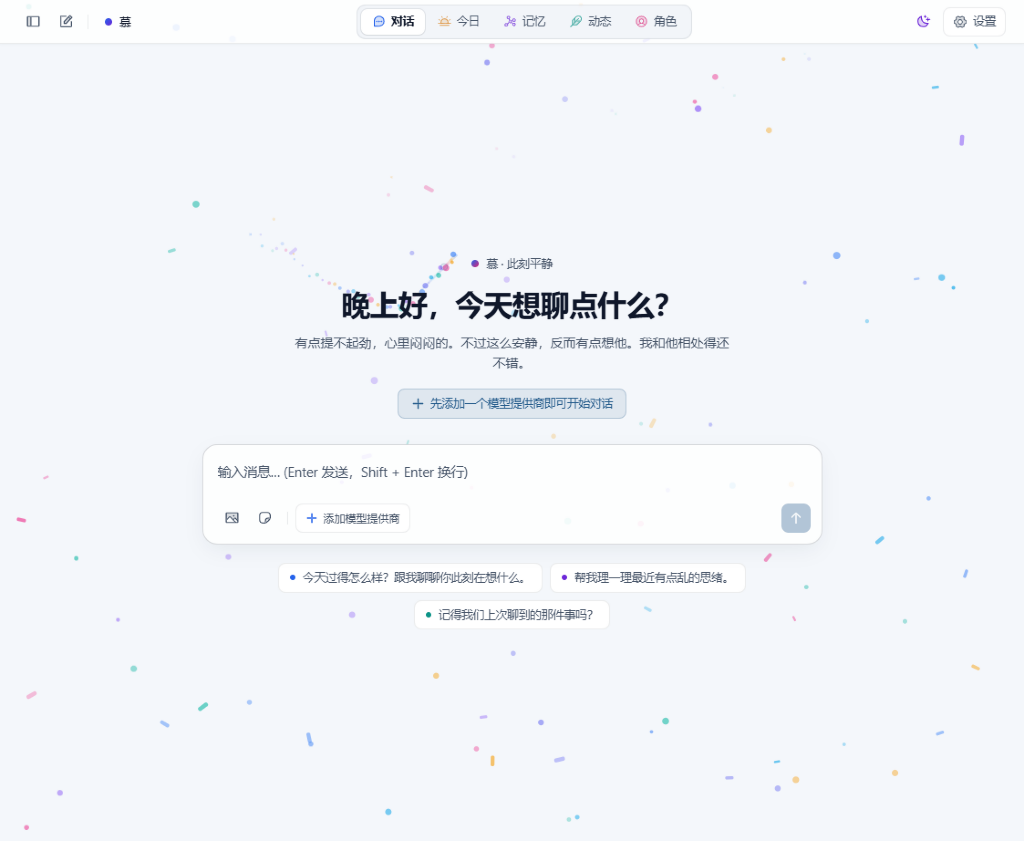 慕
对话
今日
记忆
动态
角色
设置
慕 · 此刻平静
晚上好，今天想聊点什么？
有点提不起劲，心里闷闷的。不过这么安静，反而有点想他。我和他相处得还
不错。
先添加一个模型提供商即可开始对话
输入消息... (Enter 发送，Shift + Enter 换行)
添加模型提供商
今天过得怎么样？跟我聊聊你此刻在想什么。
帮我理一理最近有点乱的思绪。
记得我们上次聊到的那件事吗？